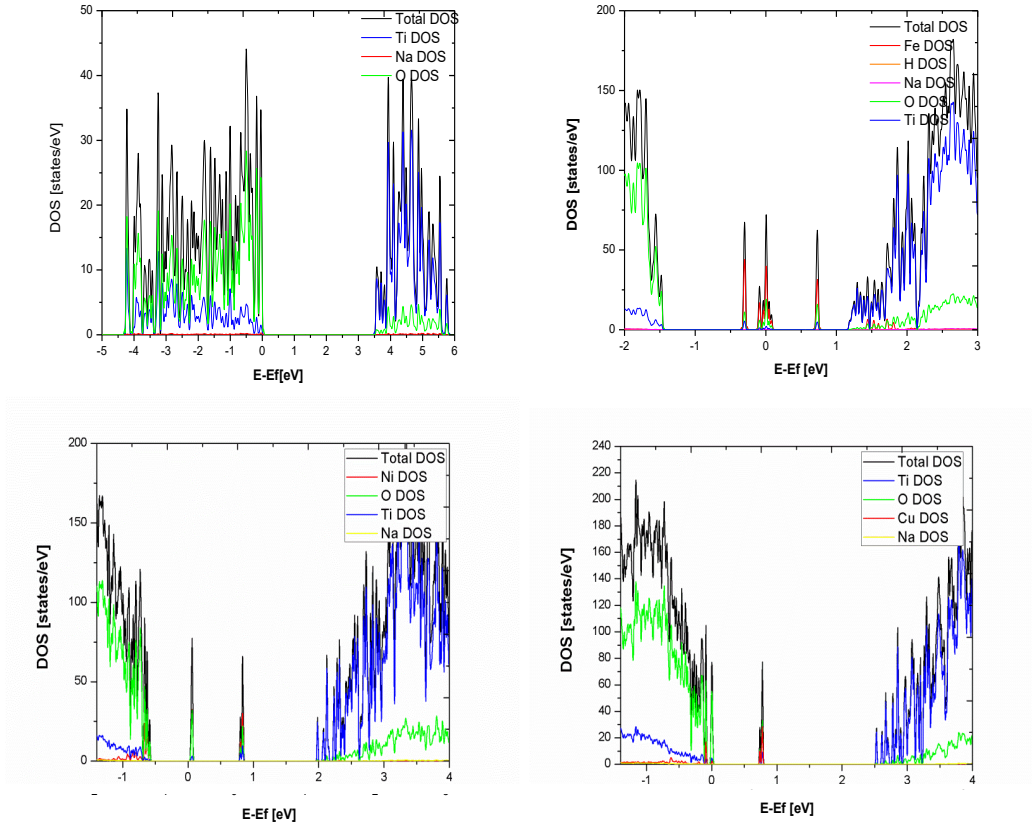 50
40
30
20
10
0
DOS [states/eV]
Total DOS
Ti DOS
Na DOS
O DOS
-5 -4 -3 -2 -1 0 1 2 3 4 5 6
E-Ef[eV]
200
150
100
50
0
DOS [states/eV]
Total DOS
Fe DOS
H DOS
Na DOS
O DOS
Ti DOS
-2 -1 0 1 2 3
E-Ef [eV]
200
150
100
50
0
DOS [states/eV]
Total DOS
Ni DOS
O DOS
Ti DOS
Na DOS
-1 0 1 2 3 4
E-Ef [eV]
240
220
200
180
160
140
120
100
80
60
40
20
0
DOS [states/eV]
Total DOS
Ti DOS
O DOS
Cu DOS
Na DOS
-1 0 1 2 3 4
E-Ef [eV]